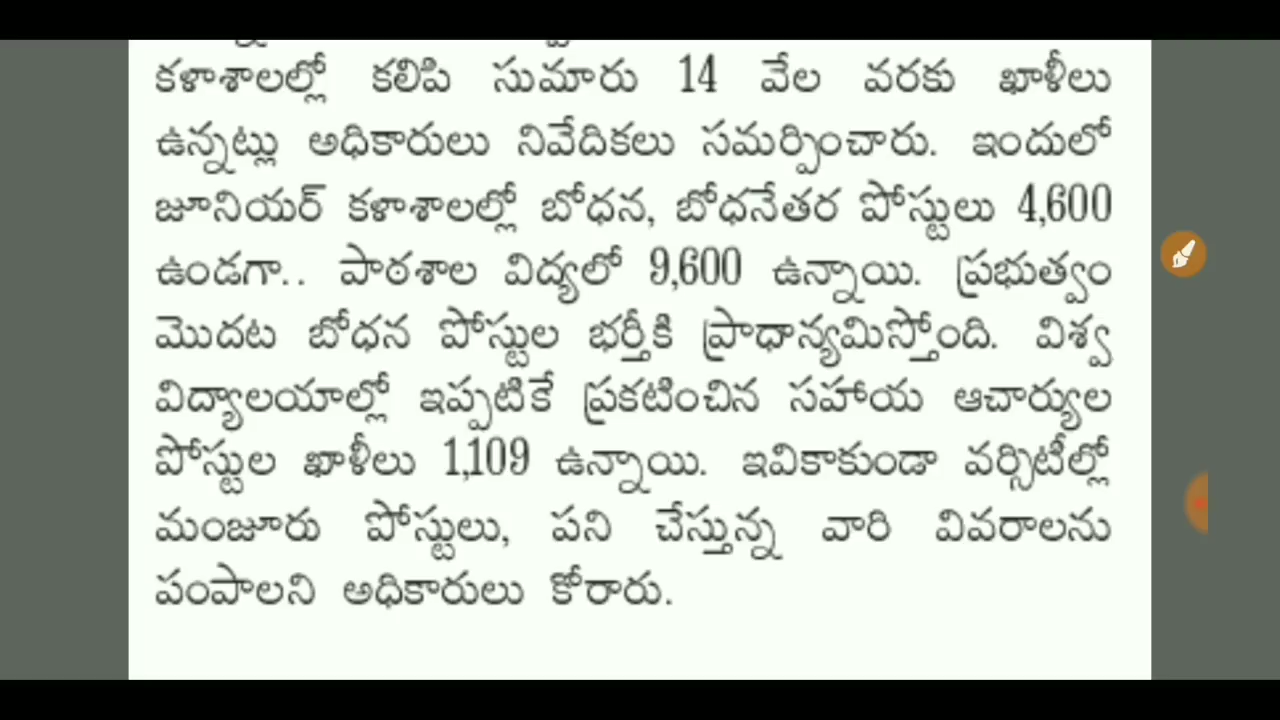 కళాశాలల్లో కలిపి సుమారు 14 వేల వరకు ఖాళీలు
ఉన్నట్లు అధికారులు నివేదికలు సమర్పించారు. ఇందులో
జూనియర్ కళాశాలల్లో బోధన, బోధనేతర పోస్టులు 4,600
ఉండగా.. పాఠశాల విద్యలో 9,600 ఉన్నాయి. ప్రభుత్వం
మొదట బోధన పోస్టుల భర్తీకి ప్రాధాన్యమిస్తోంది. విశ్వ
విద్యాలయాల్లో ఇప్పటికే ప్రకటించిన సహాయ ఆచార్యుల
పోస్టుల ఖాళీలు 1,109 ఉన్నాయి. ఇవికాకుండా వర్సిటీల్లో
మంజూరు పోస్టులు, పని చేస్తున్న వారి వివరాలను
పంపాలని అధికారులు కోరారు.